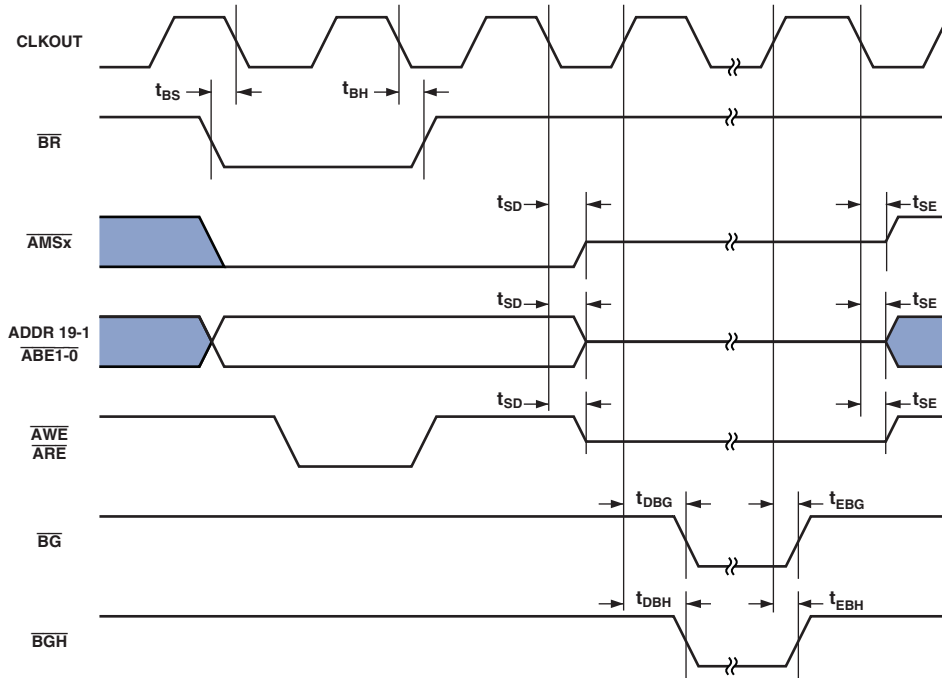 CLKOUT
tBS
tBH
BR
tSD
tSE
AMSx
tSD
tSE
ADDR 19-1
ABE1-0
tSD
tSE
AWE
ARE
tDBG
tEBG
BG
tDBH
tEBH
BGH